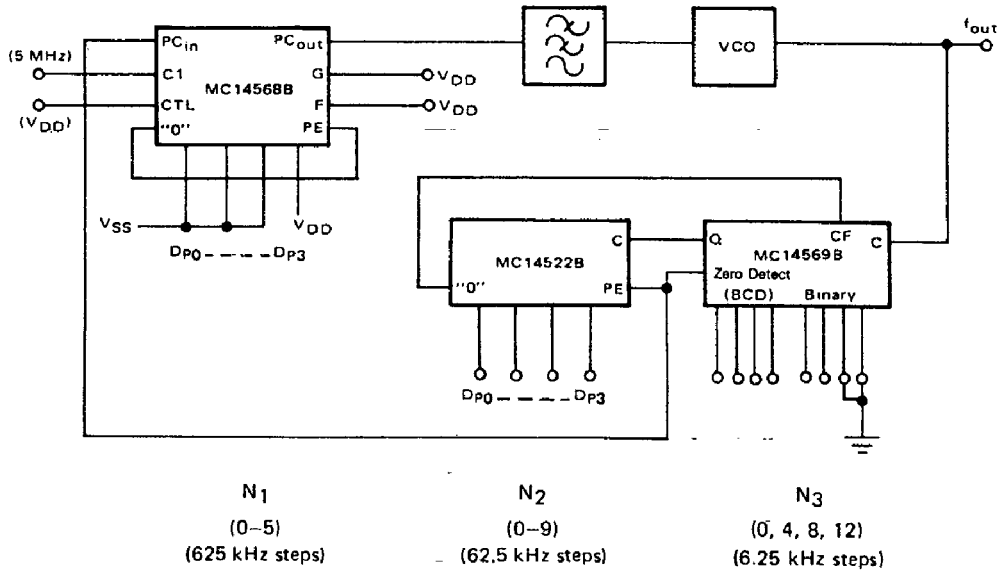 PCin PCout
(5 MHz) C1 G VDD
MC14568B
(VDD) CTL F VDD
"0" PE
VSS VDD
DP0 DP3
VCO
fout
C Q CF C
MC14522B MC14569B
Zero Detect
"0" PE (BCD) Binary
DP0 DP3
N1 N2 N3
(0–5) (0–9) (0, 4, 8, 12)
(625 kHz steps) (62.5 kHz steps) (6.25 kHz steps)